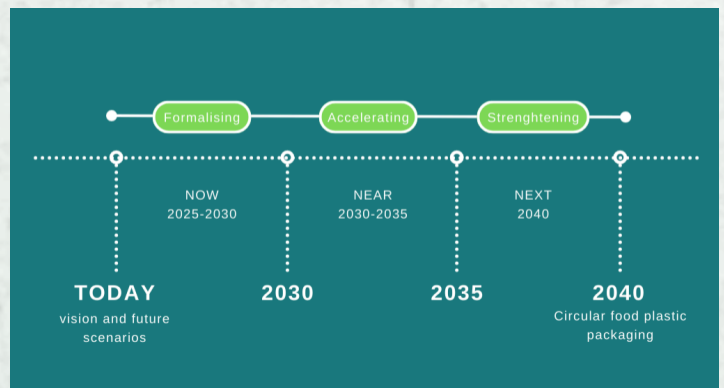 Formalising
Accelerating
Strenghtening
NOW
2025-2030
NEAR
2030-2035
NEXT
2040
TODAY
vision and future
scenarios
2030
2035
2040
Circular food plastic
packaging